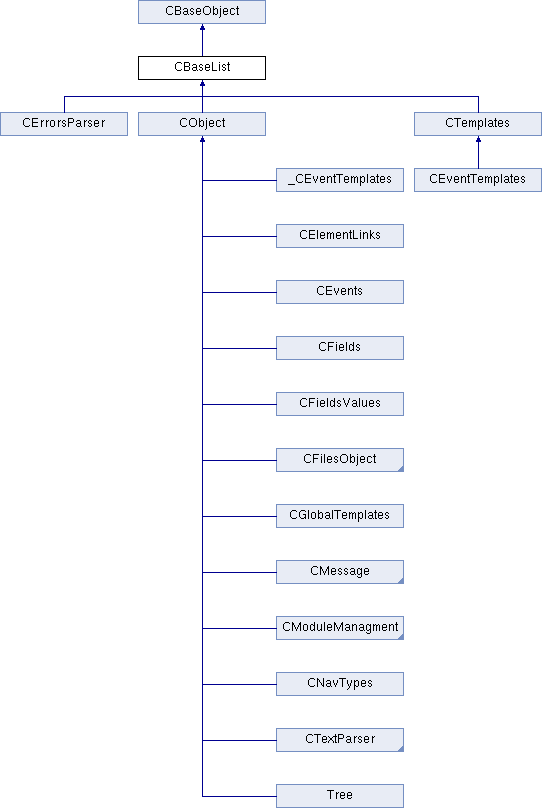 CBaseObject
CBaseList
CErrorsParser
CObject
CTemplates
_CEventTemplates
CEventTemplates
CElementLinks
CEvents
CFields
CFieldsValues
CFilesObject
CGlobalTemplates
CMessage
CModuleManagment
CNavTypes
CTextParser
Tree